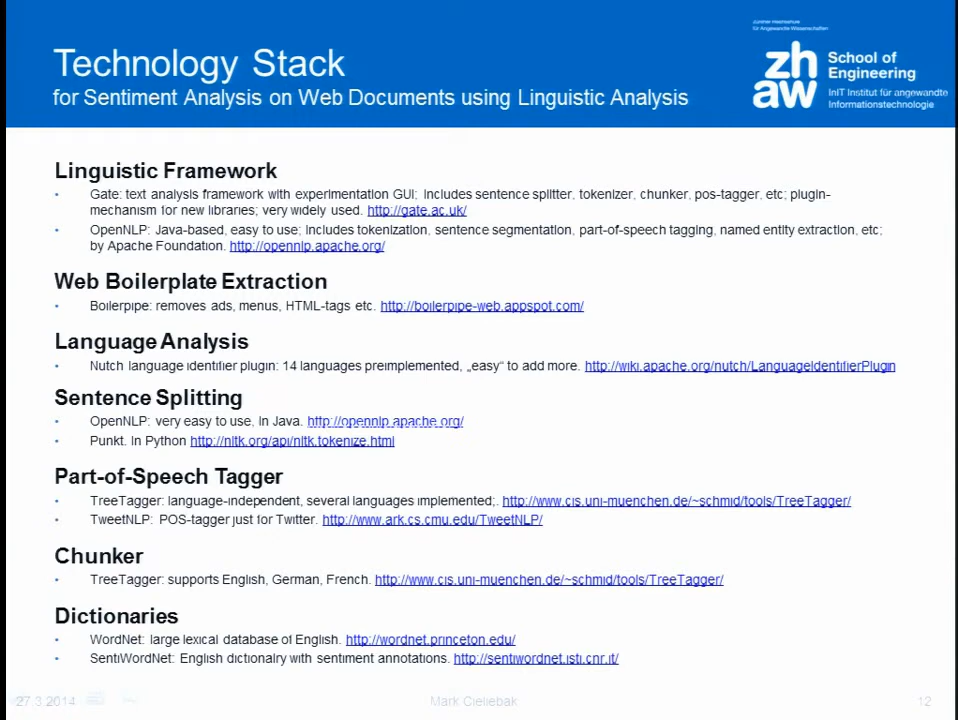 Technology Stack
for Sentiment Analysis on Web Documents using Linguistic Analysis
Zürcher Hochschule
für Angewandte Wissenschaften
zh
aw
School of
Engineering
InIT Institut für angewandte
Informationstechnologie
Linguistic Framework
• Gate: text analysis framework with experimentation GUI; includes sentence splitter, tokenizer, chunker, pos-tagger, etc; plugin-
mechanism for new libraries; very widely used. http://gate.ac.uk/
• OpenNLP: Java-based, easy to use; includes tokenization, sentence segmentation, part-of-speech tagging, named entity extraction, etc;
by Apache Foundation. http://opennlp.apache.org/
Web Boilerplate Extraction
• Boilerpipe: removes ads, menus, HTML-tags etc. http://boilerpipe-web.appspot.com/
Language Analysis
• Nutch language identifier plugin: 14 languages preimplemented, „easy“ to add more. http://wiki.apache.org/nutch/LanguageIdentifierPlugin
Sentence Splitting
• OpenNLP: very easy to use, in Java. http://opennlp.apache.org/
• Punkt. In Python http://nltk.org/api/nltk.tokenize.html
Part-of-Speech Tagger
• TreeTagger: language-independent, several languages implemented;. http://www.cis.uni-muenchen.de/~schmid/tools/TreeTagger/
• TweetNLP: POS-tagger just for Twitter. http://www.ark.cs.cmu.edu/TweetNLP/
Chunker
• TreeTagger: supports English, German, French. http://www.cis.uni-muenchen.de/~schmid/tools/TreeTagger/
Dictionaries
• WordNet: large lexical database of English. http://wordnet.princeton.edu/
• SentiWordNet: English dictionalry with sentiment annotations. http://sentiwordnet.isti.cnr.it/
27.3.2014
Mark Cieliebak
12